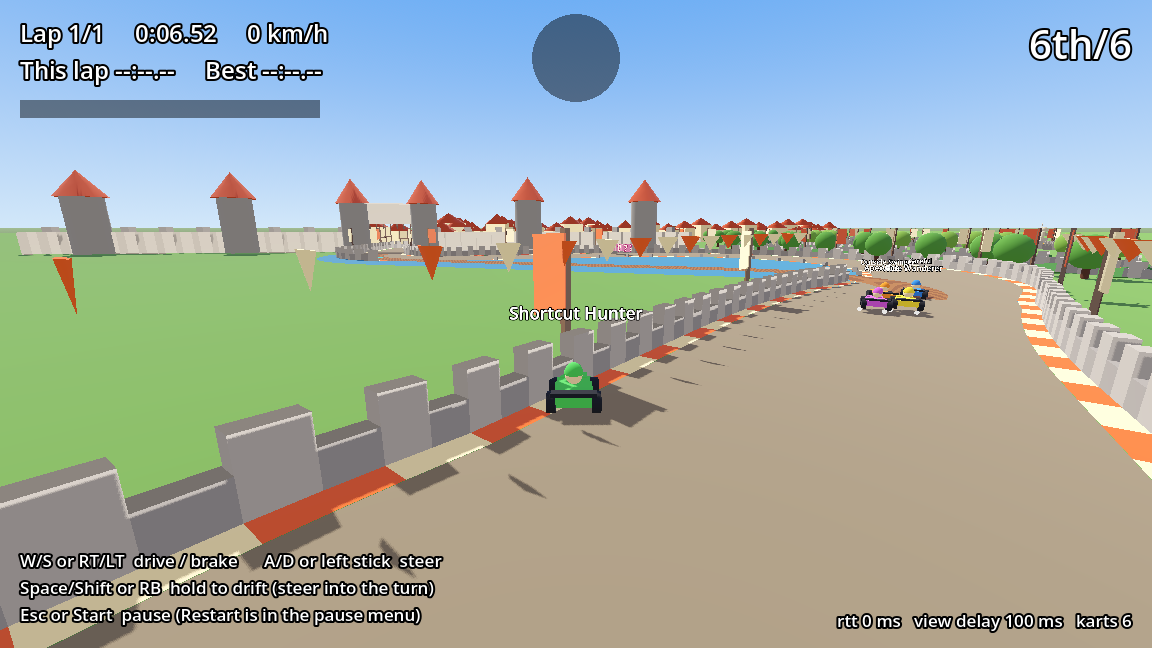 Lap 1/1 0:06.52 0 km/h
6th/6
This lap --:--.-- Best --:--.--
Shortcut Hunter
W/S or RT/LT drive / brake A/D or left stick steer
Space/Shift or RB hold to drift (steer into the turn)
Esc or Start pause (Restart is in the pause menu)
rtt 0 ms view delay 100 ms karts 6